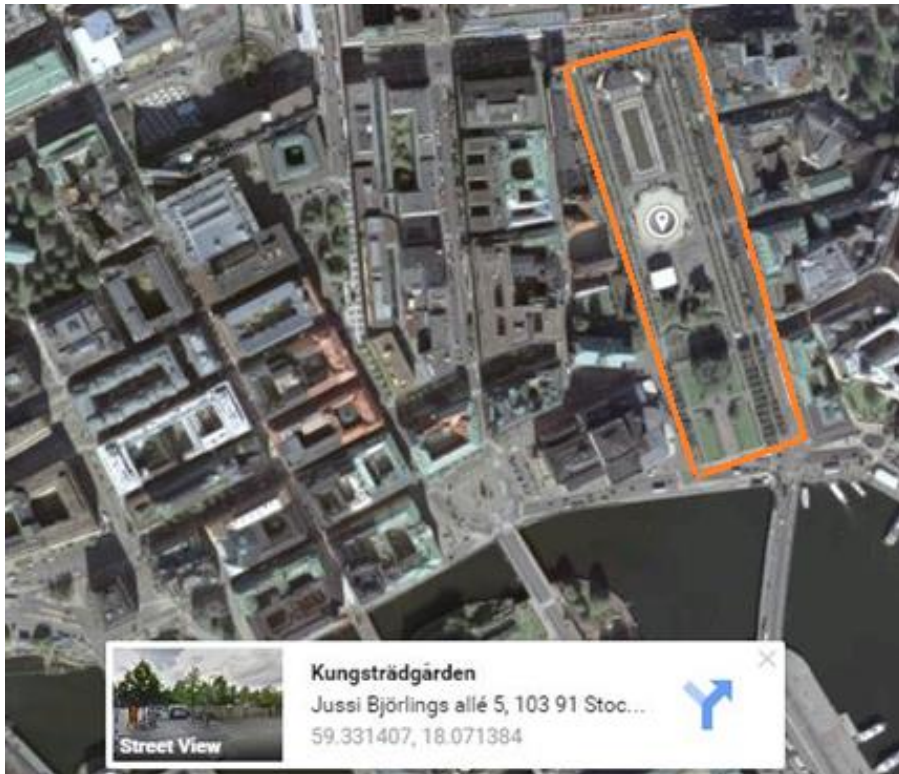 Kungsträdgården
Jussi Björlings allé 5, 103 91 Stoc...
59.331407, 18.071384
Street View